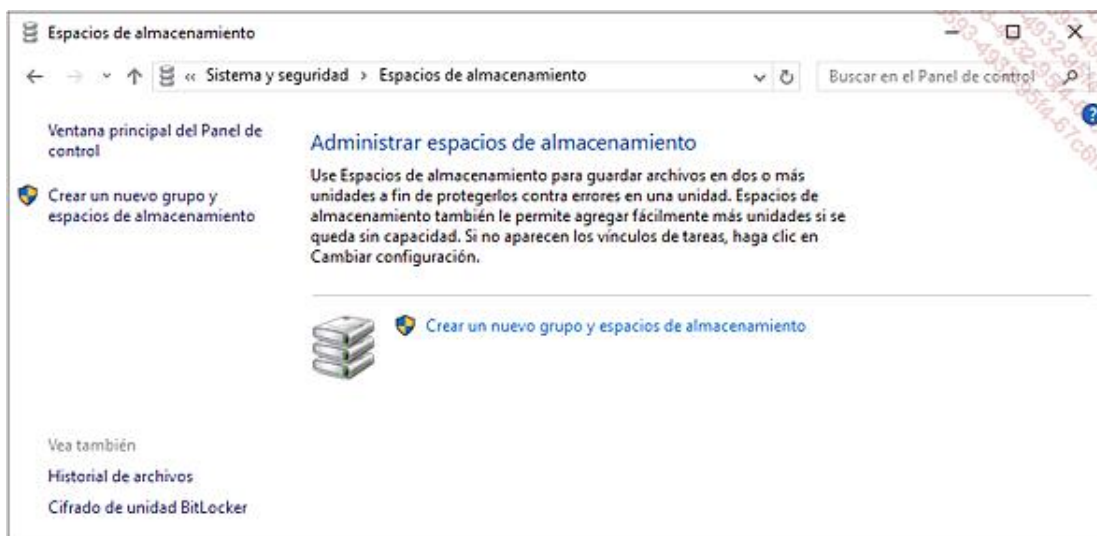 Espacios de almacenamiento
« Sistema y seguridad > Espacios de almacenamiento
Buscar en el Panel de control
Ventana principal del Panel de
control
Crear un nuevo grupo y
espacios de almacenamiento
Administrar espacios de almacenamiento
Use Espacios de almacenamiento para guardar archivos en dos o más
unidades a fin de protegerlos contra errores en una unidad. Espacios de
almacenamiento también le permite agregar fácilmente más unidades si se
queda sin capacidad. Si no aparecen los vínculos de tareas, haga clic en
Cambiar configuración.
Crear un nuevo grupo y espacios de almacenamiento
Vea también
Historial de archivos
Cifrado de unidad BitLocker